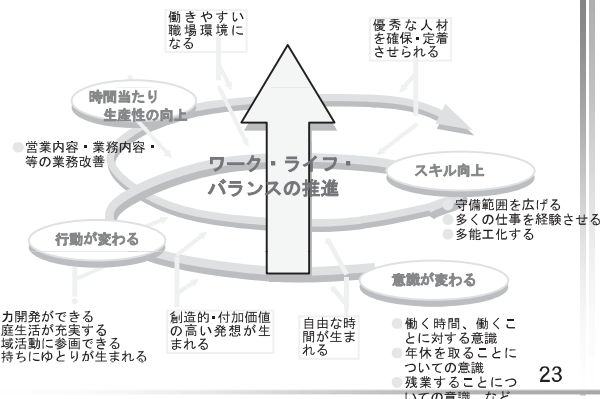 働きやすい
職場環境に
なる
優秀な人材
を確保・定着
させられる
時間当たり
生産性の向上
営業内容・業務内容・
等の業務改善
ワーク・ライフ・
バランスの推進
スキル向上
守備範囲を広げる
多くの仕事を経験させる
多能工化する
行動が変わる
意識が変わる
力開発ができる
庭生活が充実する
域活動に参画できる
持ちにゆとりが生まれる
創造的・付加価値
の高い発想が生
まれる
自由な時
間が生ま
れる
働く時間、働くこ
とに対する意識
年休を取ることに
ついての意識
残業することにつ
いての意識 など
23